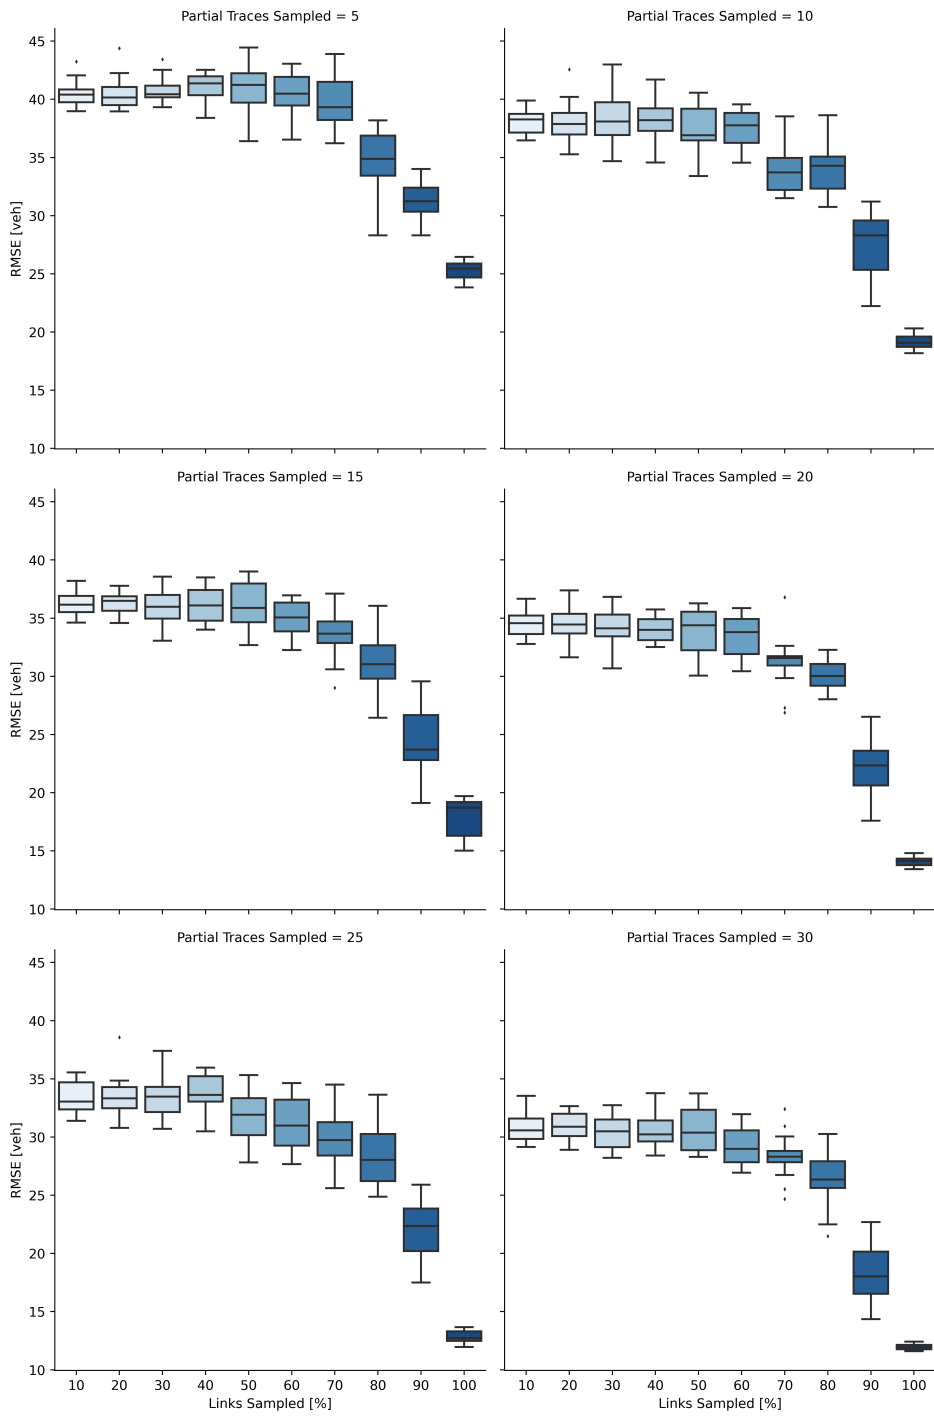 Partial Traces Sampled = 5
Partial Traces Sampled = 10
45
40
35
30
25
20
15
10
RMSE [veh]
Partial Traces Sampled = 15
Partial Traces Sampled = 20
45
40
35
30
25
20
15
10
RMSE [veh]
Partial Traces Sampled = 25
Partial Traces Sampled = 30
45
40
35
30
25
20
15
10
RMSE [veh]
10 20 30 40 50 60 70 80 90 100
10 20 30 40 50 60 70 80 90 100
Links Sampled [%]
Links Sampled [%]